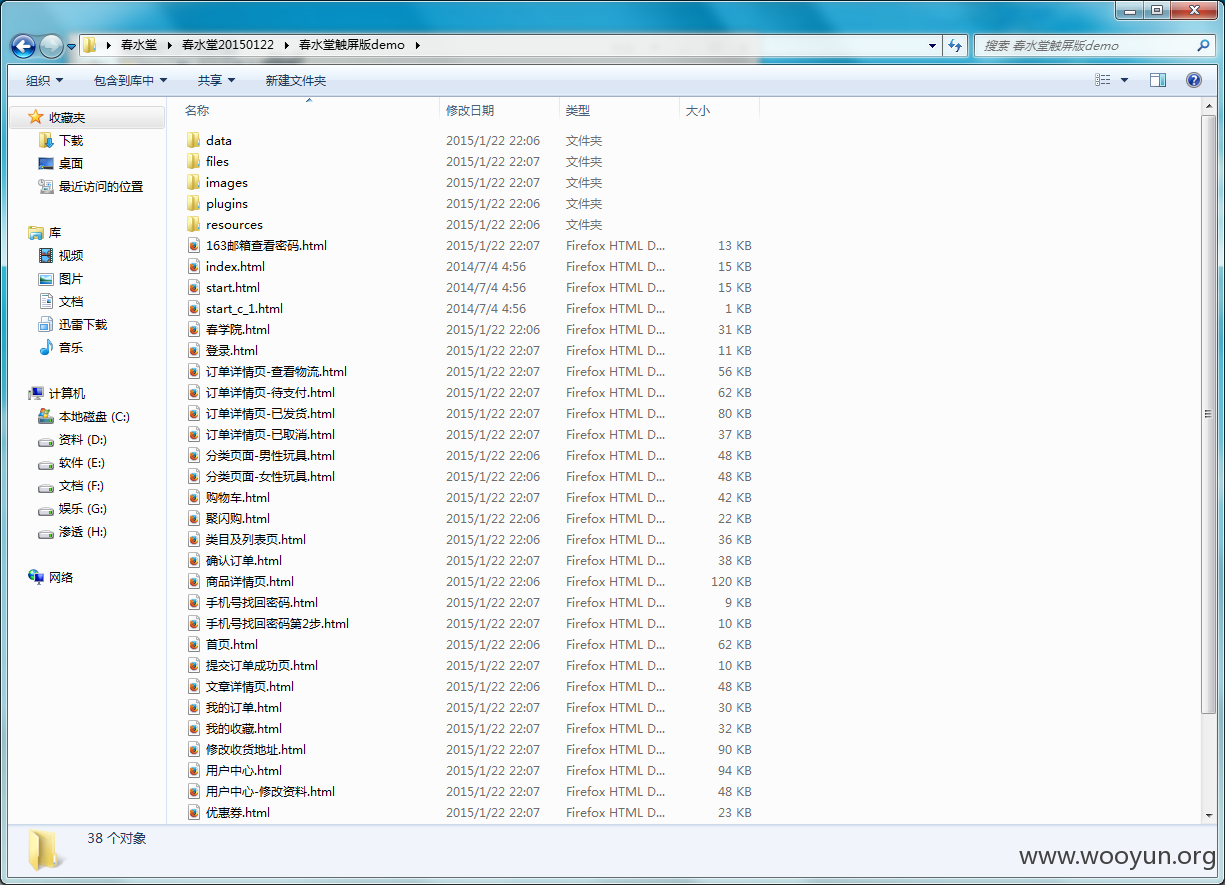 春水堂 春水堂20150122 春水堂触屏版demo
搜索 春水堂触屏版demo
组织 包含到库中 共享 新建文件夹
收藏夹
下载
桌面
最近访问的位置
库
视频
图片
文档
迅雷下载
音乐
计算机
本地磁盘 (C:)
资料 (D:)
软件 (E:)
文档 (F:)
娱乐 (G:)
渗透 (H:)
网络
名称 修改日期 类型 大小
data 2015/1/22 22:06 文件夹
files 2015/1/22 22:07 文件夹
images 2015/1/22 22:07 文件夹
plugins 2015/1/22 22:06 文件夹
resources 2015/1/22 22:06 文件夹
163邮箱查看密码.html 2015/1/22 22:07 Firefox HTML D... 13 KB
index.html 2014/7/4 4:56 Firefox HTML D... 15 KB
start.html 2014/7/4 4:56 Firefox HTML D... 15 KB
start_c_1.html 2014/7/4 4:56 Firefox HTML D... 1 KB
春学院.html 2015/1/22 22:06 Firefox HTML D... 31 KB
登录.html 2015/1/22 22:07 Firefox HTML D... 11 KB
订单详情页-查看物流.html 2015/1/22 22:07 Firefox HTML D... 56 KB
订单详情页-待支付.html 2015/1/22 22:07 Firefox HTML D... 62 KB
订单详情页-已发货.html 2015/1/22 22:07 Firefox HTML D... 80 KB
订单详情页-已取消.html 2015/1/22 22:07 Firefox HTML D... 37 KB
分类页面-男性玩具.html 2015/1/22 22:06 Firefox HTML D... 48 KB
分类页面-女性玩具.html 2015/1/22 22:06 Firefox HTML D... 48 KB
购物车.html 2015/1/22 22:07 Firefox HTML D... 42 KB
聚闪购.html 2015/1/22 22:06 Firefox HTML D... 22 KB
类目及列表页.html 2015/1/22 22:06 Firefox HTML D... 36 KB
确认订单.html 2015/1/22 22:07 Firefox HTML D... 38 KB
商品详情页.html 2015/1/22 22:06 Firefox HTML D... 120 KB
手机号找回密码.html 2015/1/22 22:07 Firefox HTML D... 9 KB
手机号找回密码第2步.html 2015/1/22 22:07 Firefox HTML D... 10 KB
首页.html 2015/1/22 22:06 Firefox HTML D... 62 KB
提交订单成功页.html 2015/1/22 22:07 Firefox HTML D... 10 KB
文章详情页.html 2015/1/22 22:06 Firefox HTML D... 48 KB
我的订单.html 2015/1/22 22:07 Firefox HTML D... 30 KB
我的收藏.html 2015/1/22 22:07 Firefox HTML D... 32 KB
修改收货地址.html 2015/1/22 22:07 Firefox HTML D... 90 KB
用户中心.html 2015/1/22 22:07 Firefox HTML D... 94 KB
用户中心-修改资料.html 2015/1/22 22:07 Firefox HTML D... 48 KB
优惠券.html 2015/1/22 22:07 Firefox HTML D... 23 KB
38 个对象
www.wooyun.org